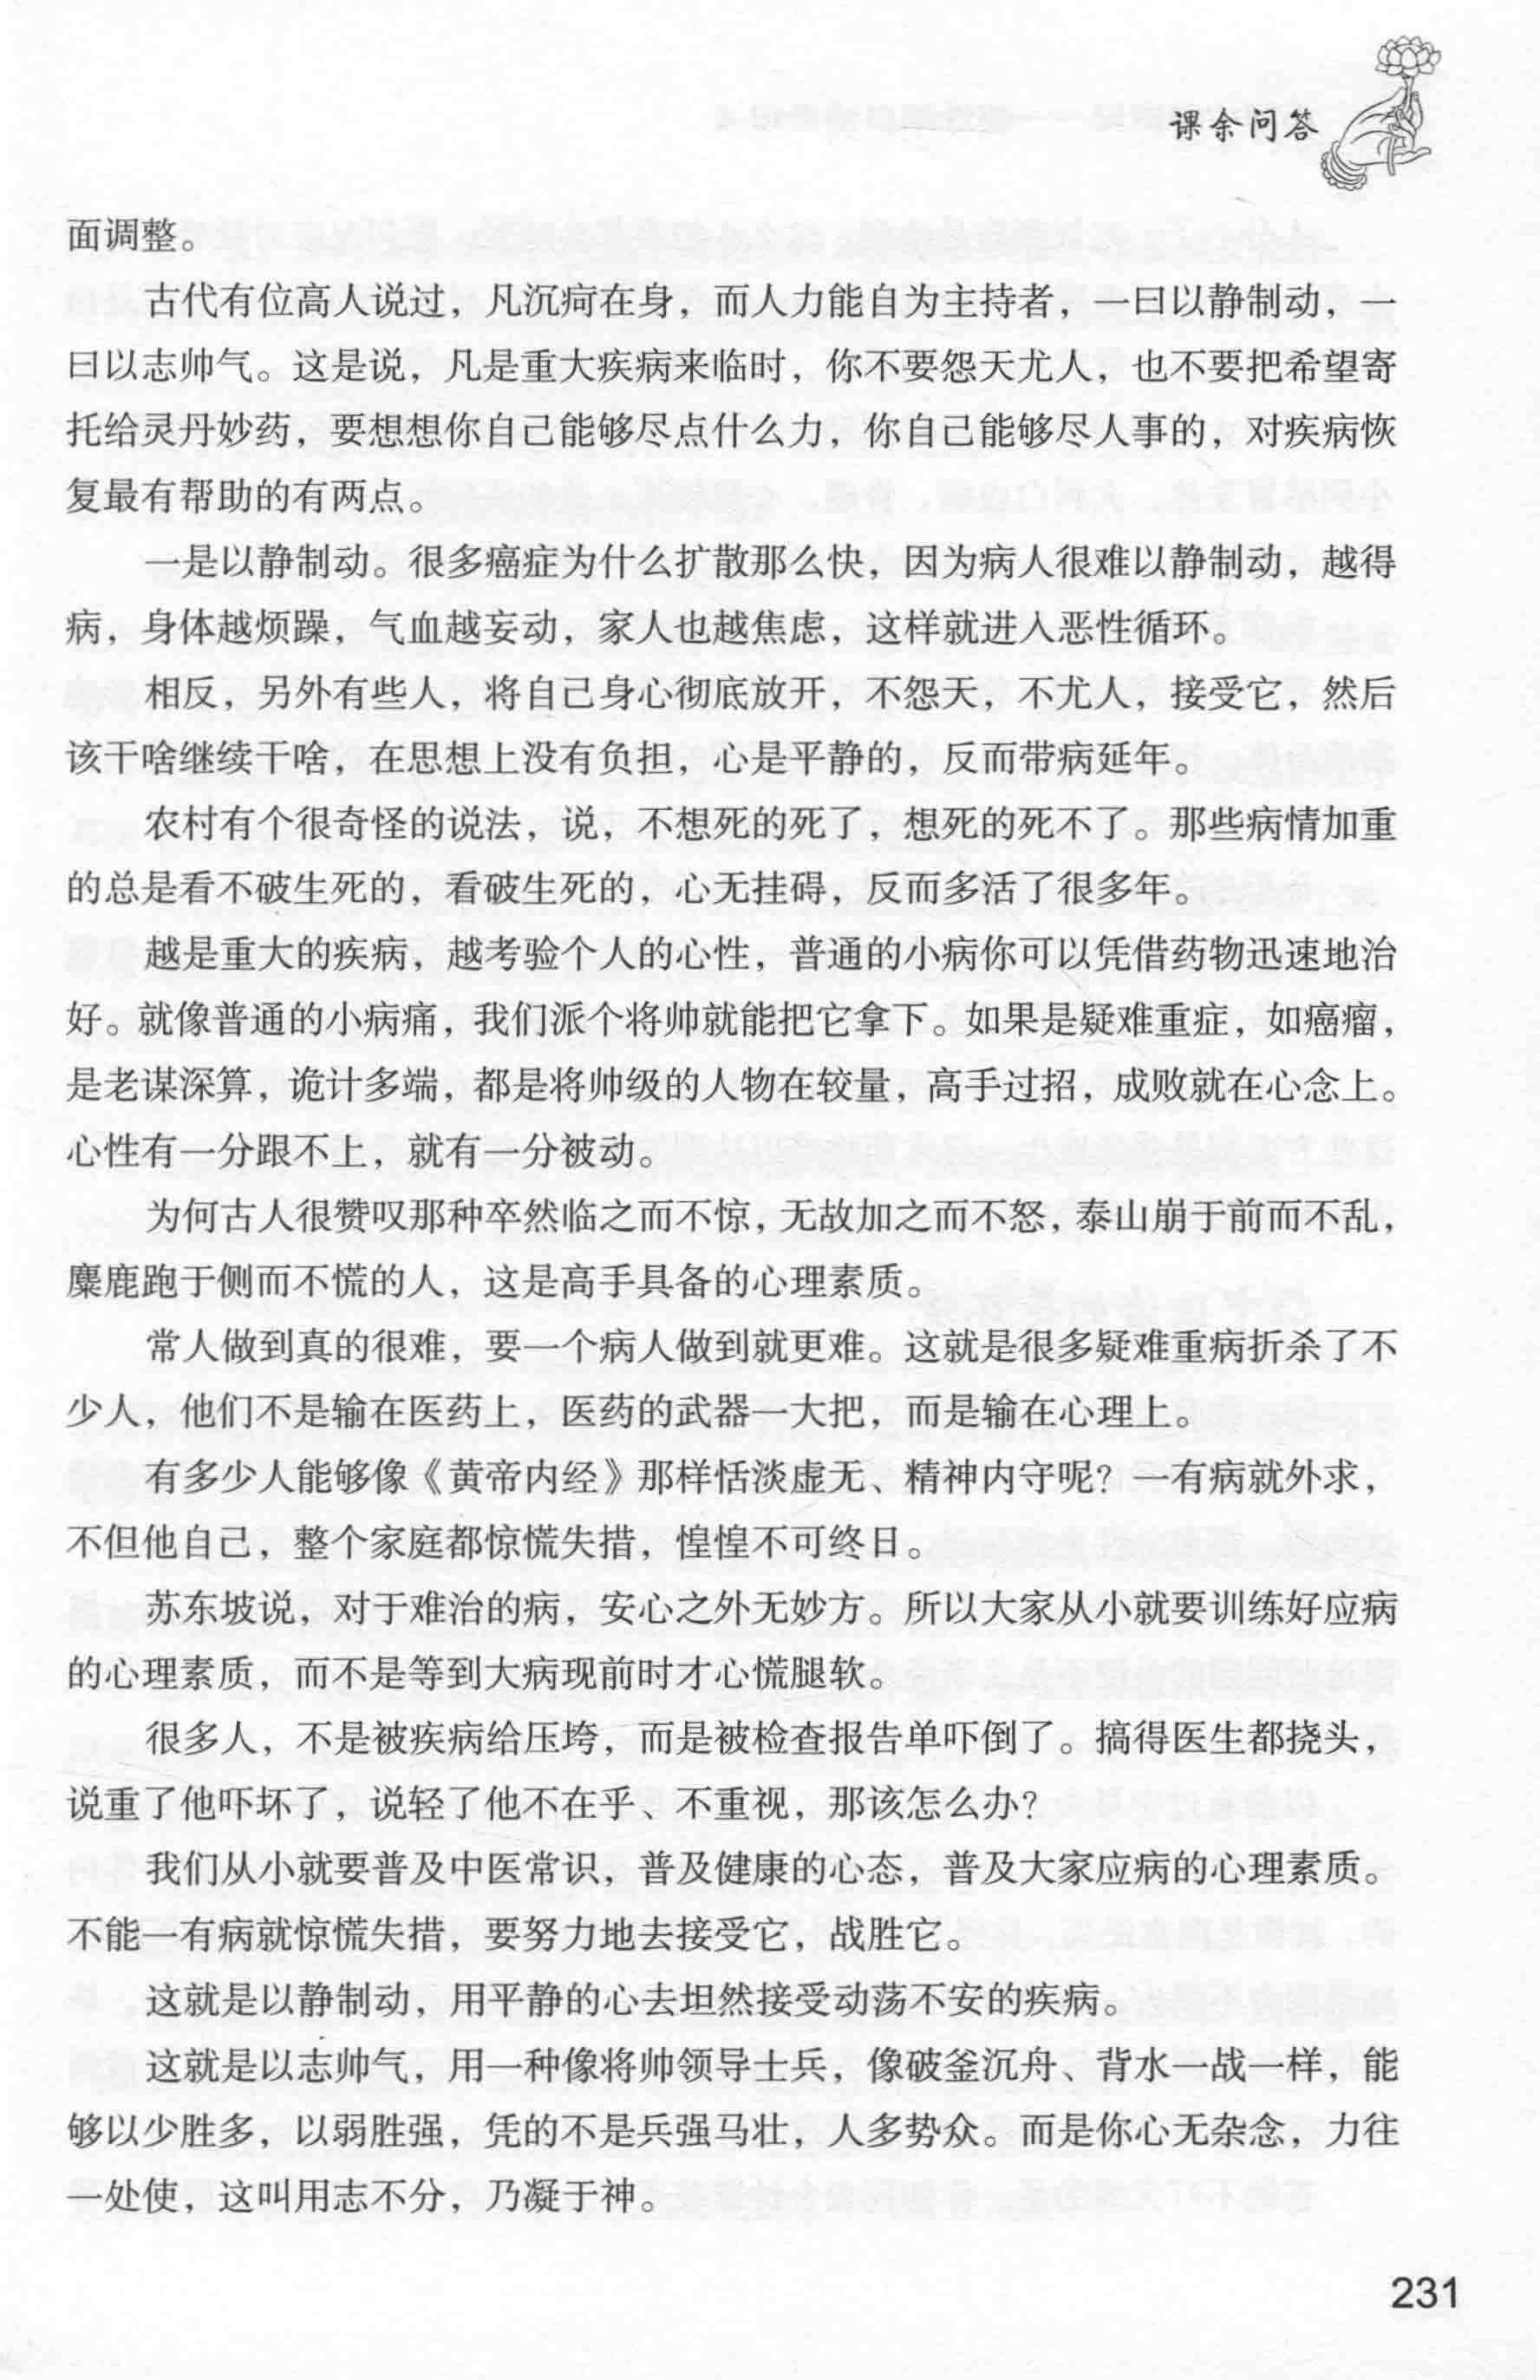 课余问答
面调整。
古代有位高人说过，凡沉疴在身，而人力能自为主持者，一曰以静制动，一
曰以志帅气。这是说，凡是重大疾病来临时，你不要怨天尤人，也不要把希望寄
托给灵丹妙药，要想想你自己能够尽点什么力，你自己能够尽人事的，对疾病恢
复最有帮助的有两点。
一是以静制动。很多癌症为什么扩散那么快，因为病人很难以静制动，越得
病，身体越烦躁，气血越妄动，家人也越焦虑，这样就进入恶性循环。
相反，另外有些人，将自己身心彻底放开，不怨天，不尤人，接受它，然后
该干啥继续干啥，在思想上没有负担，心是平静的，反而带病延年。
农村有个很奇怪的说法，说，不想死的死了，想死的死不了。那些病情加重
的总是看不破生死的，看破生死的，心无挂碍，反而多活了很多年。
越是重大的疾病，越考验个人的心性，普通的小病你可以凭借药物迅速地治
好。就像普通的小病痛，我们派个将帅就能把它拿下。如果是疑难重症，如癌瘤，
是老谋深算，诡计多端，都是将帅级的人物在较量，高手过招，成败就在心念上。
心性有一分跟不上，就有一分被动。
为何古人很赞叹那种卒然临之而不惊，无故加之而不怒，泰山崩于前而不乱，
麋鹿跑于侧而不慌的人，这是高手具备的心理素质。
常人做到真的很难，要一个病人做到就更难。这就是很多疑难重病折杀了不
少人，他们不是输在医药上，医药的武器一大把，而是输在心理上。
有多少人能够像《黄帝内经》那样恬淡虚无、精神内守呢？一有病就外求，
不但他自己，整个家庭都惊慌失措，惶惶不可终日。
苏东坡说，对于难治的病，安心之外无妙方。所以大家从小就要训练好应病
的心理素质，而不是等到大病现前时才心慌腿软。
很多人，不是被疾病给压垮，而是被检查报告单吓倒了。搞得医生都挠头，
说重了他吓坏了，说轻了他不在乎、不重视，那该怎么办？
我们从小就要普及中医常识，普及健康的心态，普及大家应病的心理素质。
不能一有病就惊慌失措，要努力地去接受它，战胜它。
这就是以静制动，用平静的心去坦然接受动荡不安的疾病。
这就是以志帅气，用一种像将帅领导士兵，像破釜沉舟、背水一战一样，能
够以少胜多，以弱胜强，凭的不是兵强马壮，人多势众。而是你心无杂念，力往
一处使，这叫用志不分，乃凝于神。
231